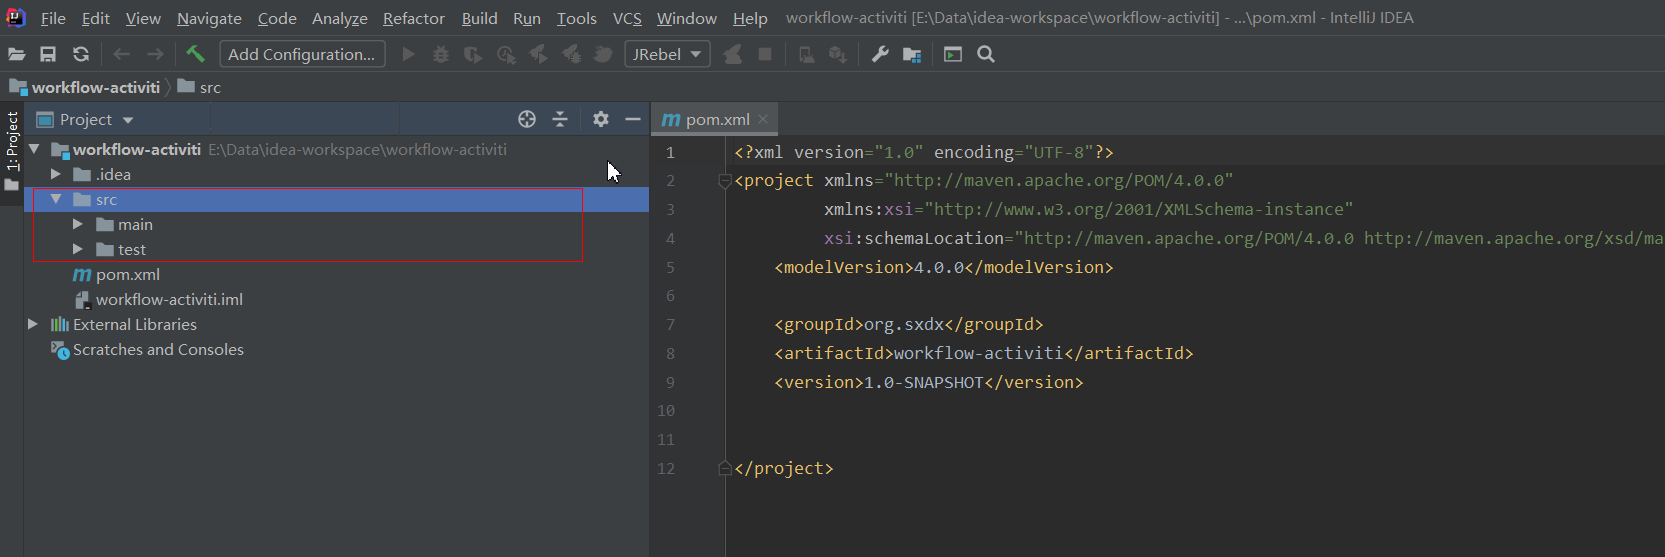 File Edit View Navigate Code Analyze Refactor Build Run Tools VCS Window Help workflow-activiti [E:\Data\idea-workspace\workflow-activiti] - ...\pom.xml - IntelliJ IDEA
Add Configuration... JRebel
workflow-activiti src
1: Project
Project
workflow-activiti E:\Data\idea-workspace\workflow-activiti
.idea
src
main
test
pom.xml
workflow-activiti.iml
External Libraries
Scratches and Consoles
pom.xml
1 <?xml version="1.0" encoding="UTF-8"?>
2 <project xmlns="http://maven.apache.org/POM/4.0.0"
3 xmlns:xsi="http://www.w3.org/2001/XMLSchema-instance"
4 xsi:schemaLocation="http://maven.apache.org/POM/4.0.0 http://maven.apache.org/xsd/ma
5 <modelVersion>4.0.0</modelVersion>
6
7 <groupId>org.sxdx</groupId>
8 <artifactId>workflow-activiti</artifactId>
9 <version>1.0-SNAPSHOT</version>
10
11
12 </project>